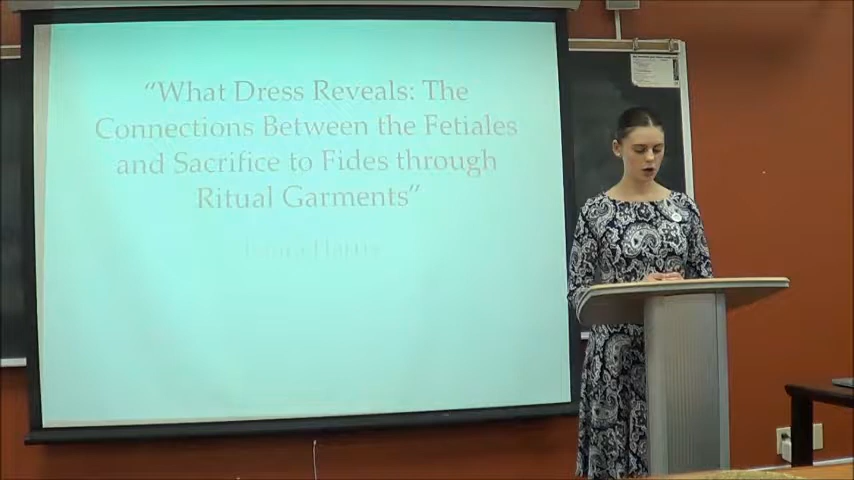 “What Dress Reveals: The
Connections Between the Fetiales
and Sacrifice to Fides through
Ritual Garments”